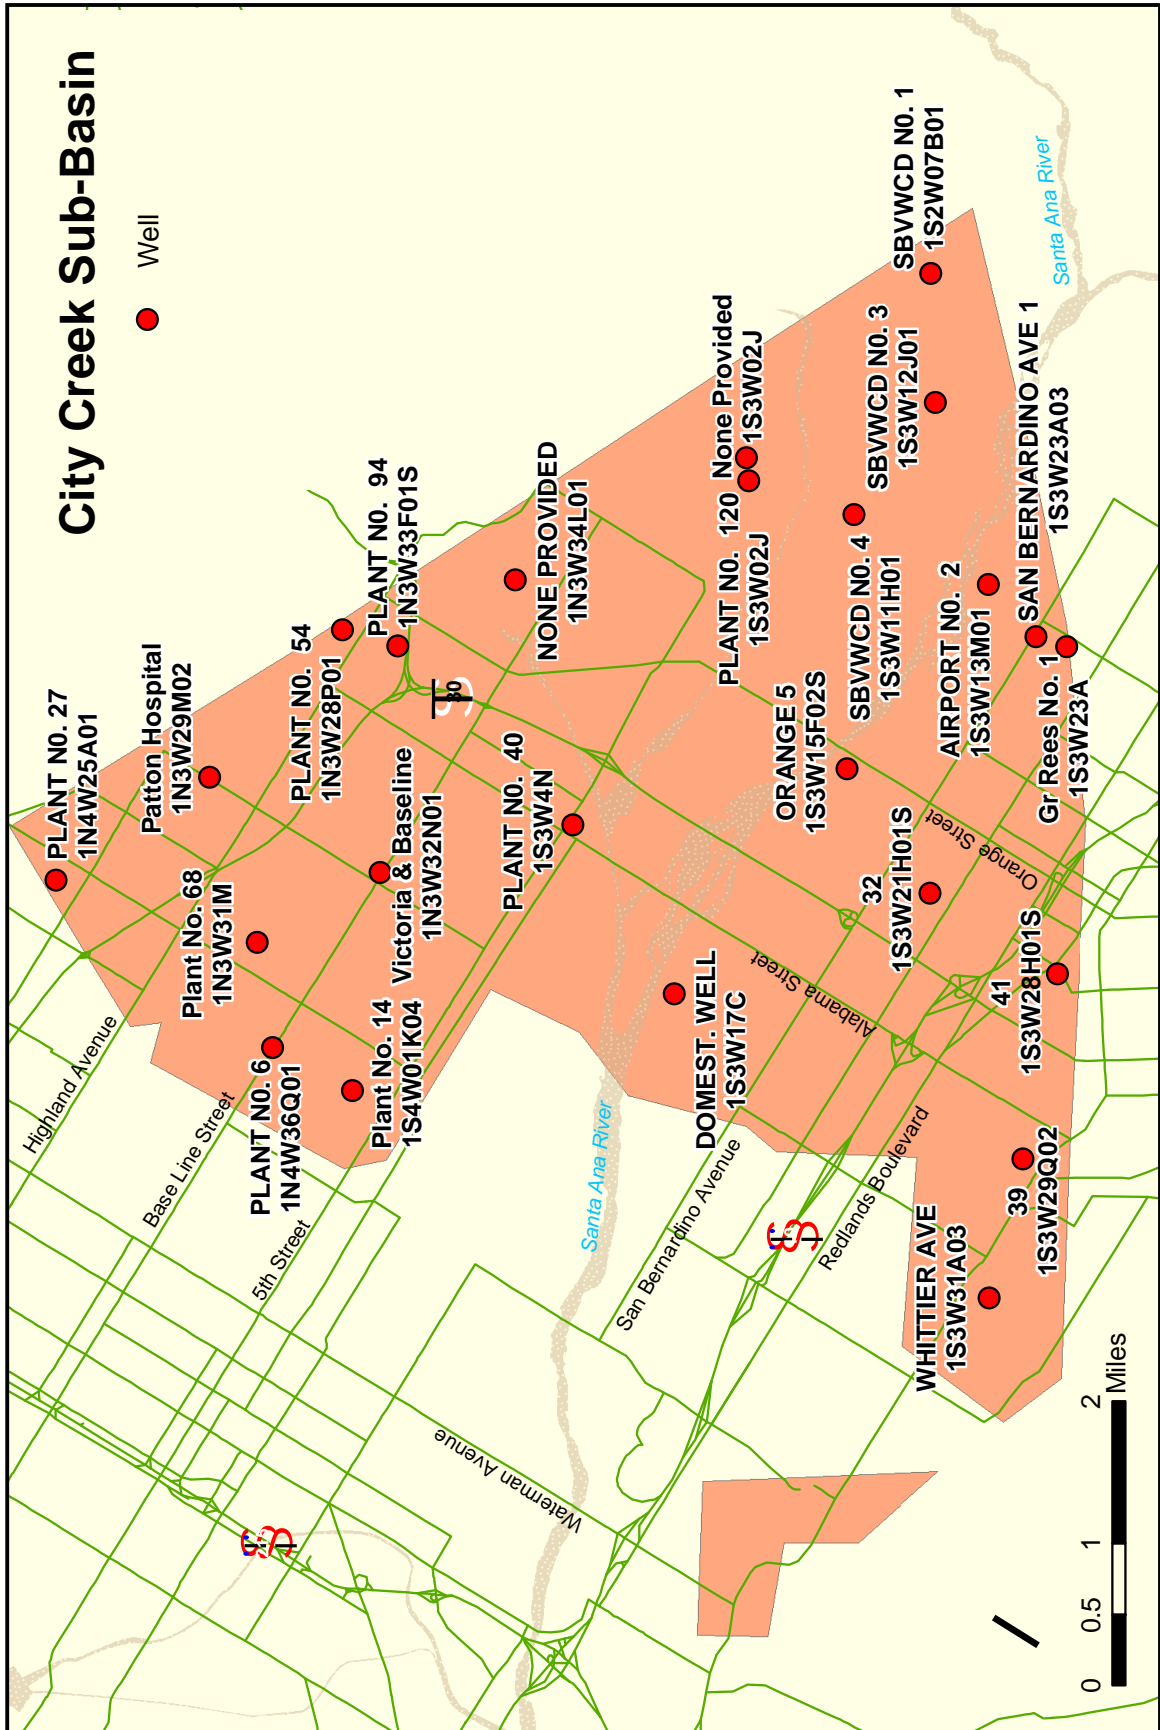 City Creek Sub-Basin
Well
PLANT N0. 27
1N4W25A01
Patton Hospital
1N3W29M02
PLANT N0. 54
1N3W28P01
PLANT N0. 94
1N3W33F01S
Plant No. 68
1N3W31M
Victoria & Baseline
1N3W32N01
NONE PROVIDED
1N3W34L01
PLANT N0. 6
1N4W36Q01
Plant No. 14
1S4W01K04
PLANT N0. 40
1S3W4N
30
None Provided
1S3W02J
PLANT N0. 120
1S3W02J
SBVWCD N0. 1
1S2W07B01
SBVWCD N0. 3
1S3W12J01
SBVWCD N0. 4
1S3W11H01
ORANGE 5
1S3W15F02S
AIRPORT N0. 2
1S3W13M01
SAN BERNARDINO AVE 1
1S3W23A03
Gr Rees No. 1
1S3W23A
32
1S3W21H01S
41
1S3W28H01S
DOMEST. WELL
1S3W17C
39
1S3W29Q02
WHITTIER AVE
1S3W31A03
Highland Avenue
Base Line Street
5th Street
Santa Ana River
Santa Ana River
San Bernardino Avenue
Redlands Boulevard
Alabama Street
Orange Street
Waterman Avenue
0 0.5 1 2
Miles